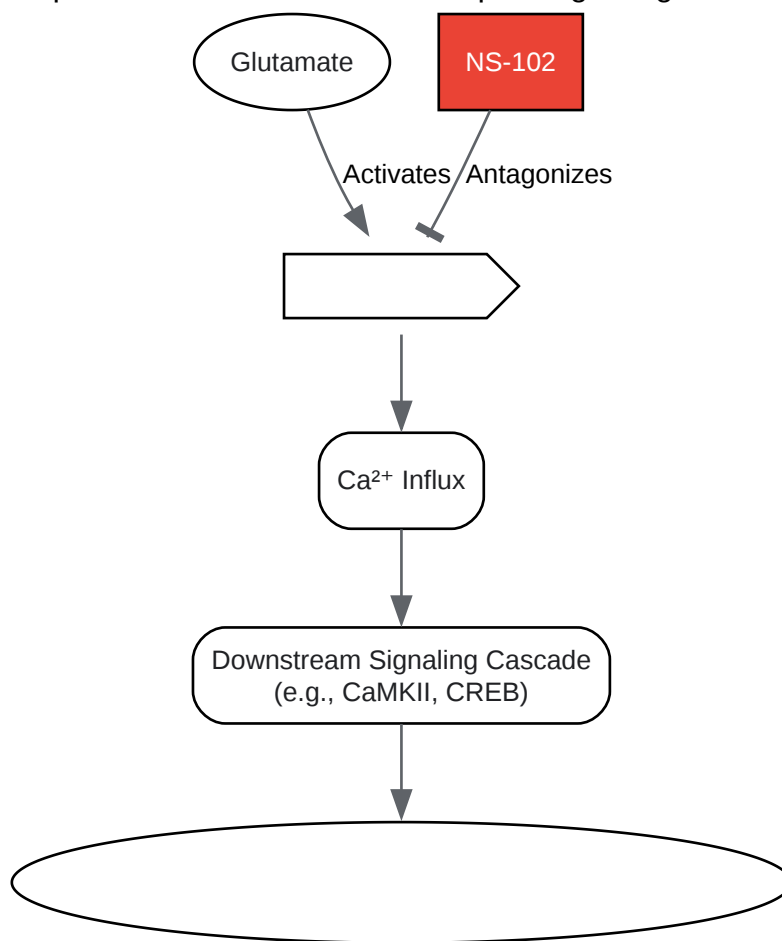 Glutamate
NS-102
Activates
Antagonizes
Ca²⁺ Influx
Downstream Signaling Cascade
(e.g., CaMKII, CREB)